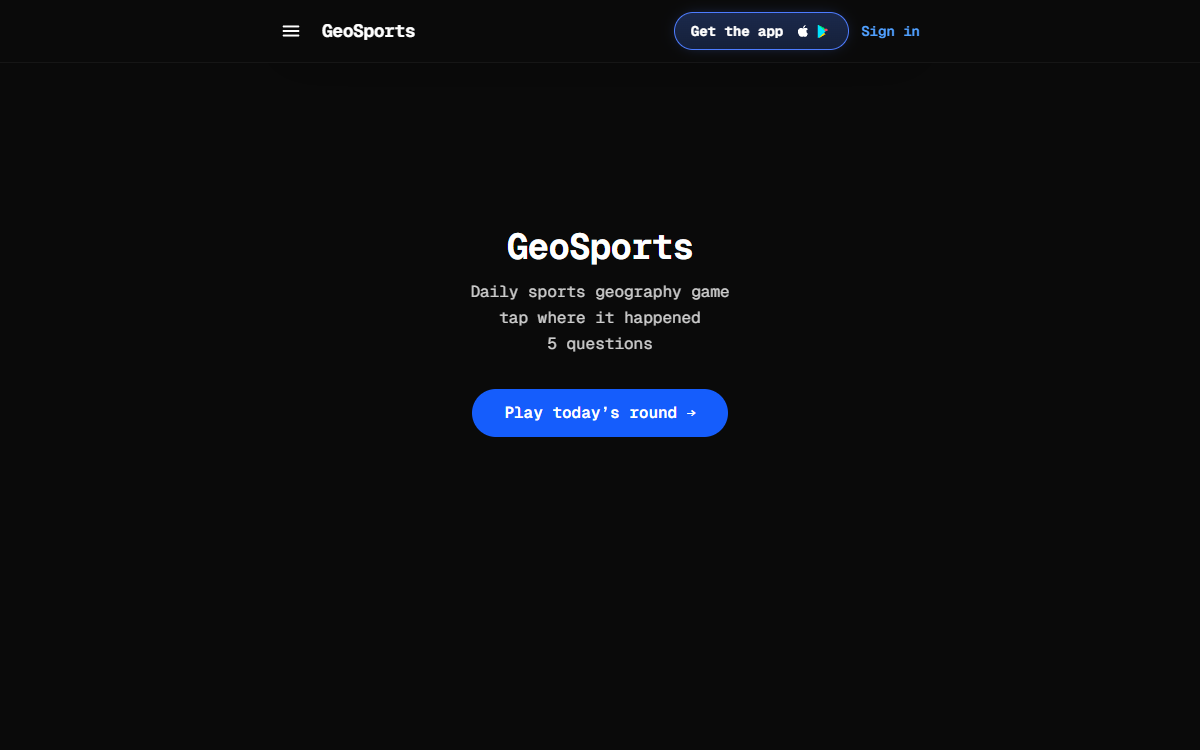 GeoSports
Get the app
Sign in
GeoSports
Daily sports geography game
tap where it happened
5 questions
Play today’s round →